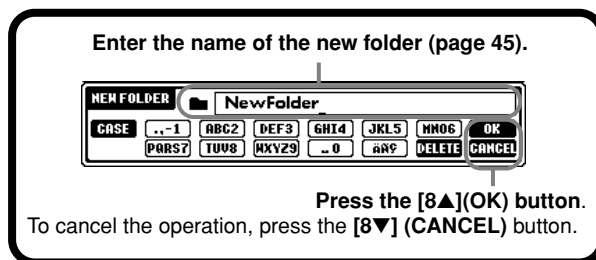 Enter the name of the new folder (page 45).
NEW FOLDER NewFolder_
CASE .,-1 ABC2 DEF3 GHI4 JKL5 MNO6 OK
PQRS7 TUV8 WXYZ9 ␣0 äñ? DELETE CANCEL
Press the [8▲](OK) button.
To cancel the operation, press the [8▼] (CANCEL) button.